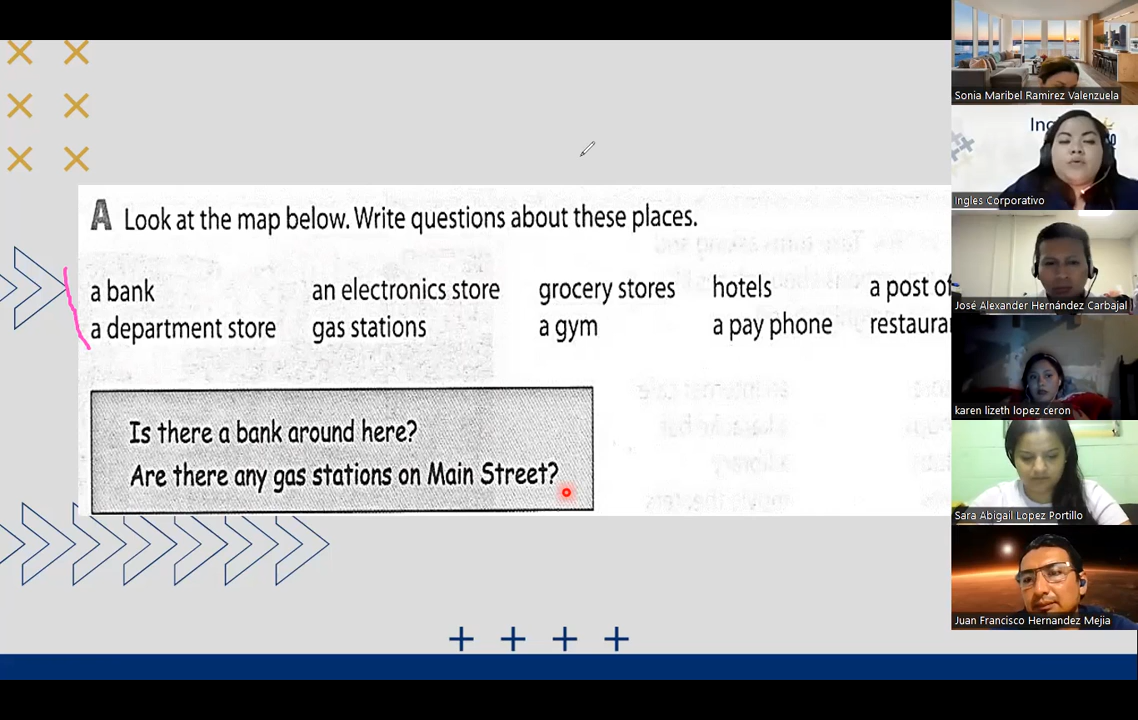 A Look at the map below. Write questions about these places.
a bank an electronics store grocery stores hotels a post of
a department store gas stations a gym a pay phone restaurar
Is there a bank around here?
Are there any gas stations on Main Street?
Sonia Maribel Ramirez Valenzuela
Ingles Corporativo
José Alexander Hernández Carbajal
karen lizeth lopez ceron
Sara Abigail Lopez Portillo
Juan Francisco Hernandez Mejia